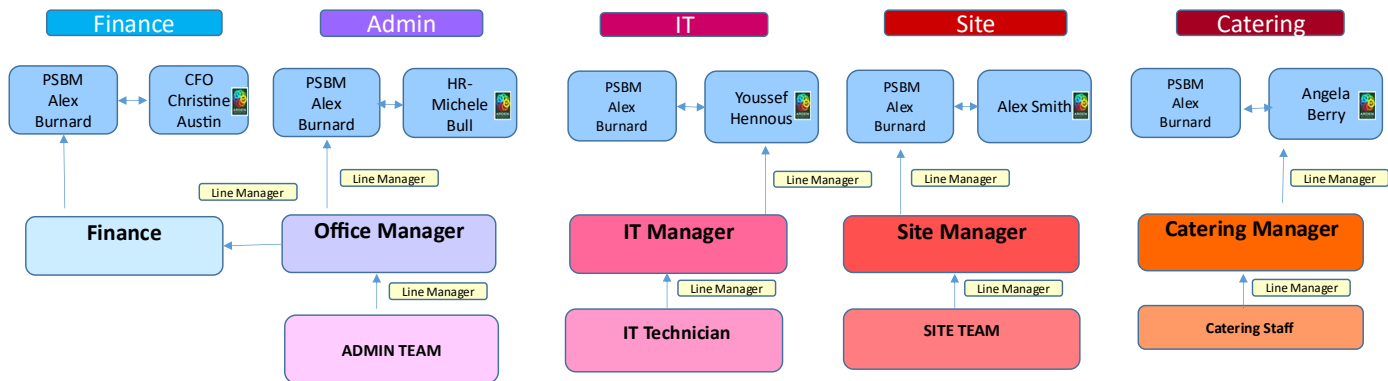 Finance
Admin
IT
Site
Catering
PSBM
Alex
Burnard
CFO
Christine
Austin
PSBM
Alex
Burnard
HR-
Michele
Bull
PSBM
Alex
Burnard
Youssef
Hennous
PSBM
Alex
Burnard
Alex Smith
PSBM
Alex
Burnard
Angela
Berry
Line Manager
Line Manager
Line Manager
Line Manager
Line Manager
Finance
Office Manager
IT Manager
Site Manager
Catering Manager
Line Manager
Line Manager
Line Manager
Line Manager
ADMIN TEAM
IT Technician
SITE TEAM
Catering Staff